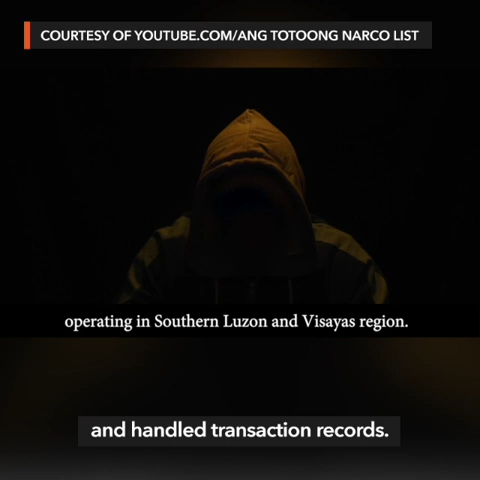 COURTESY OF YOUTUBE.COM/ANG TOTOONG NARCO LIST
operating in Southern Luzon and Visayas region.
and handled transaction records.